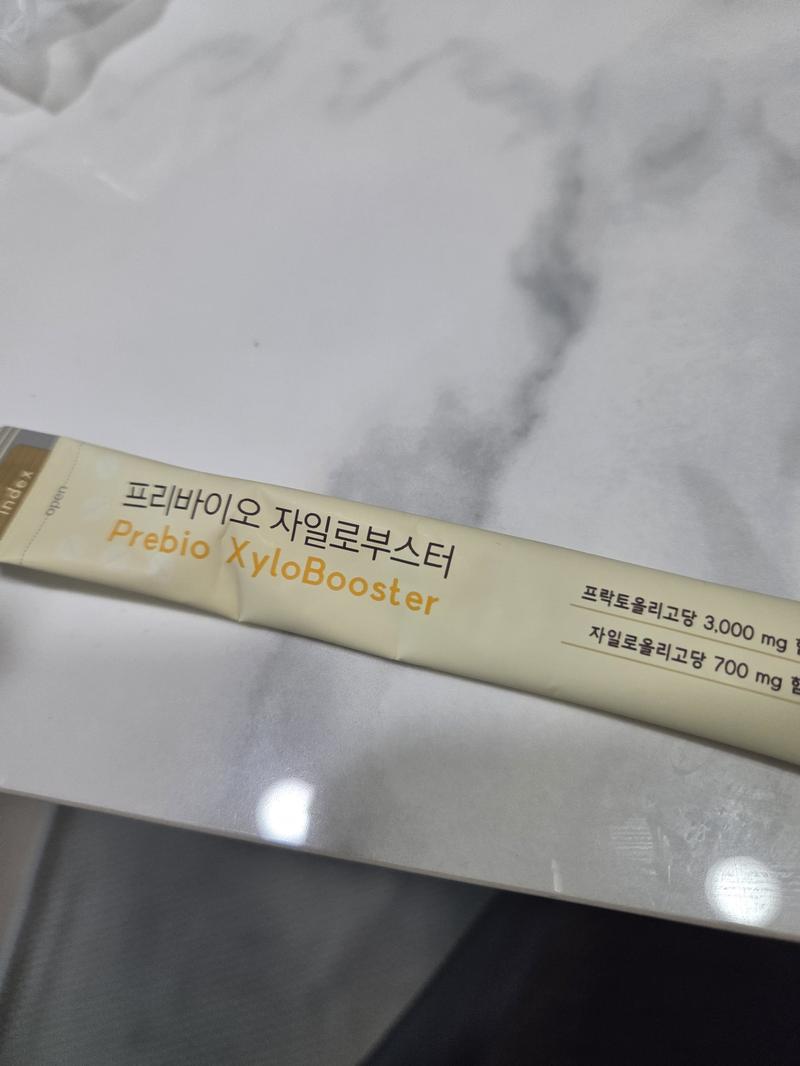 index
open
프리바이오 자일로부스터
Prebio XyloBooster
프락토올리고당 3,000 mg
자일로올리고당 700 mg 함